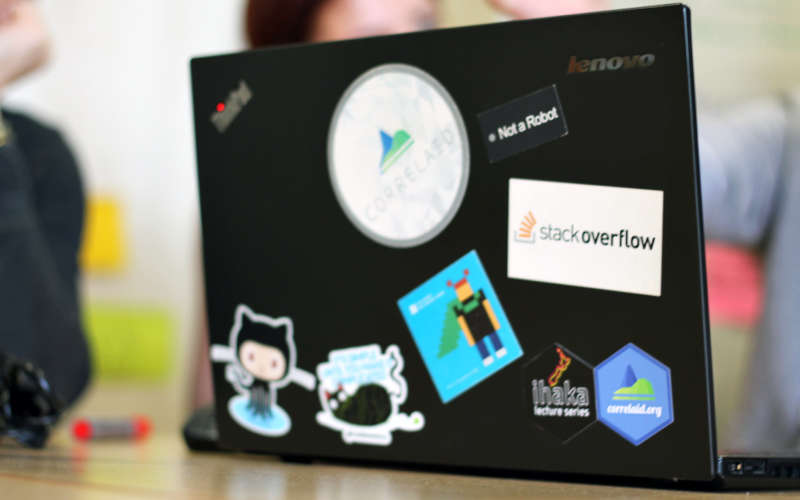 lenovo
ThinkPad
CORRELAID
Not a Robot
stackoverflow
ihaka
lecture series
correlaid.org